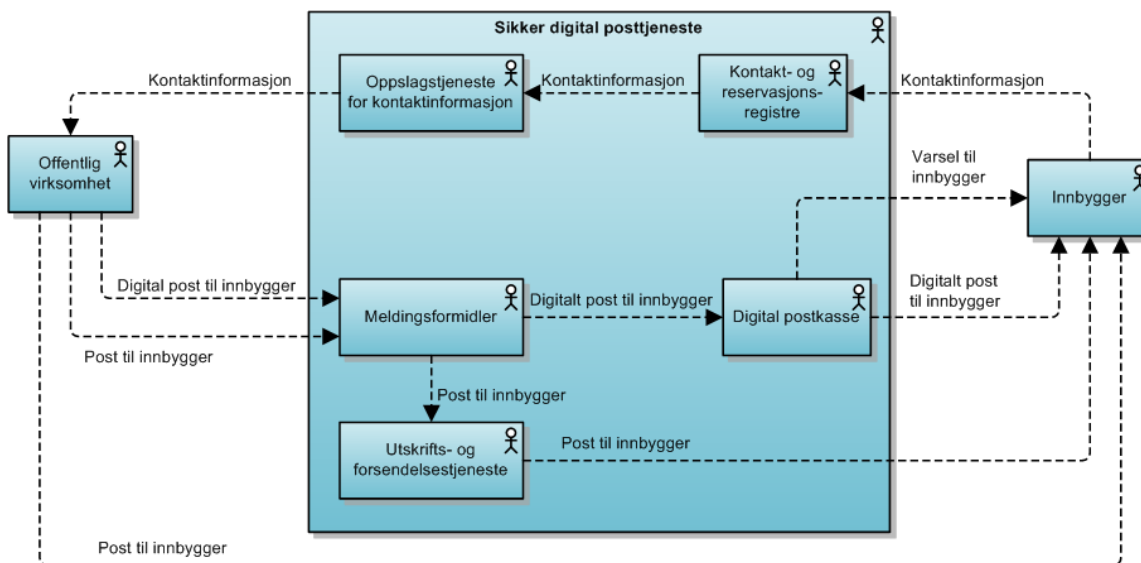 Sikker digital posttjeneste
Kontaktinformasjon
Oppslagstjeneste
for kontaktinformasjon
Kontaktinformasjon
Kontakt- og
reservasjons-
registre
Kontaktinformasjon
Offentlig
virksomhet
Varsel til
innbygger
Innbygger
Digital post til innbygger
Meldingsformidler
Digitalt post til innbygger
Digital postkasse
Digitalt post
til innbygger
Post til innbygger
Post til innbygger
Utskrifts- og
forsendelsestjeneste
Post til innbygger
Post til innbygger